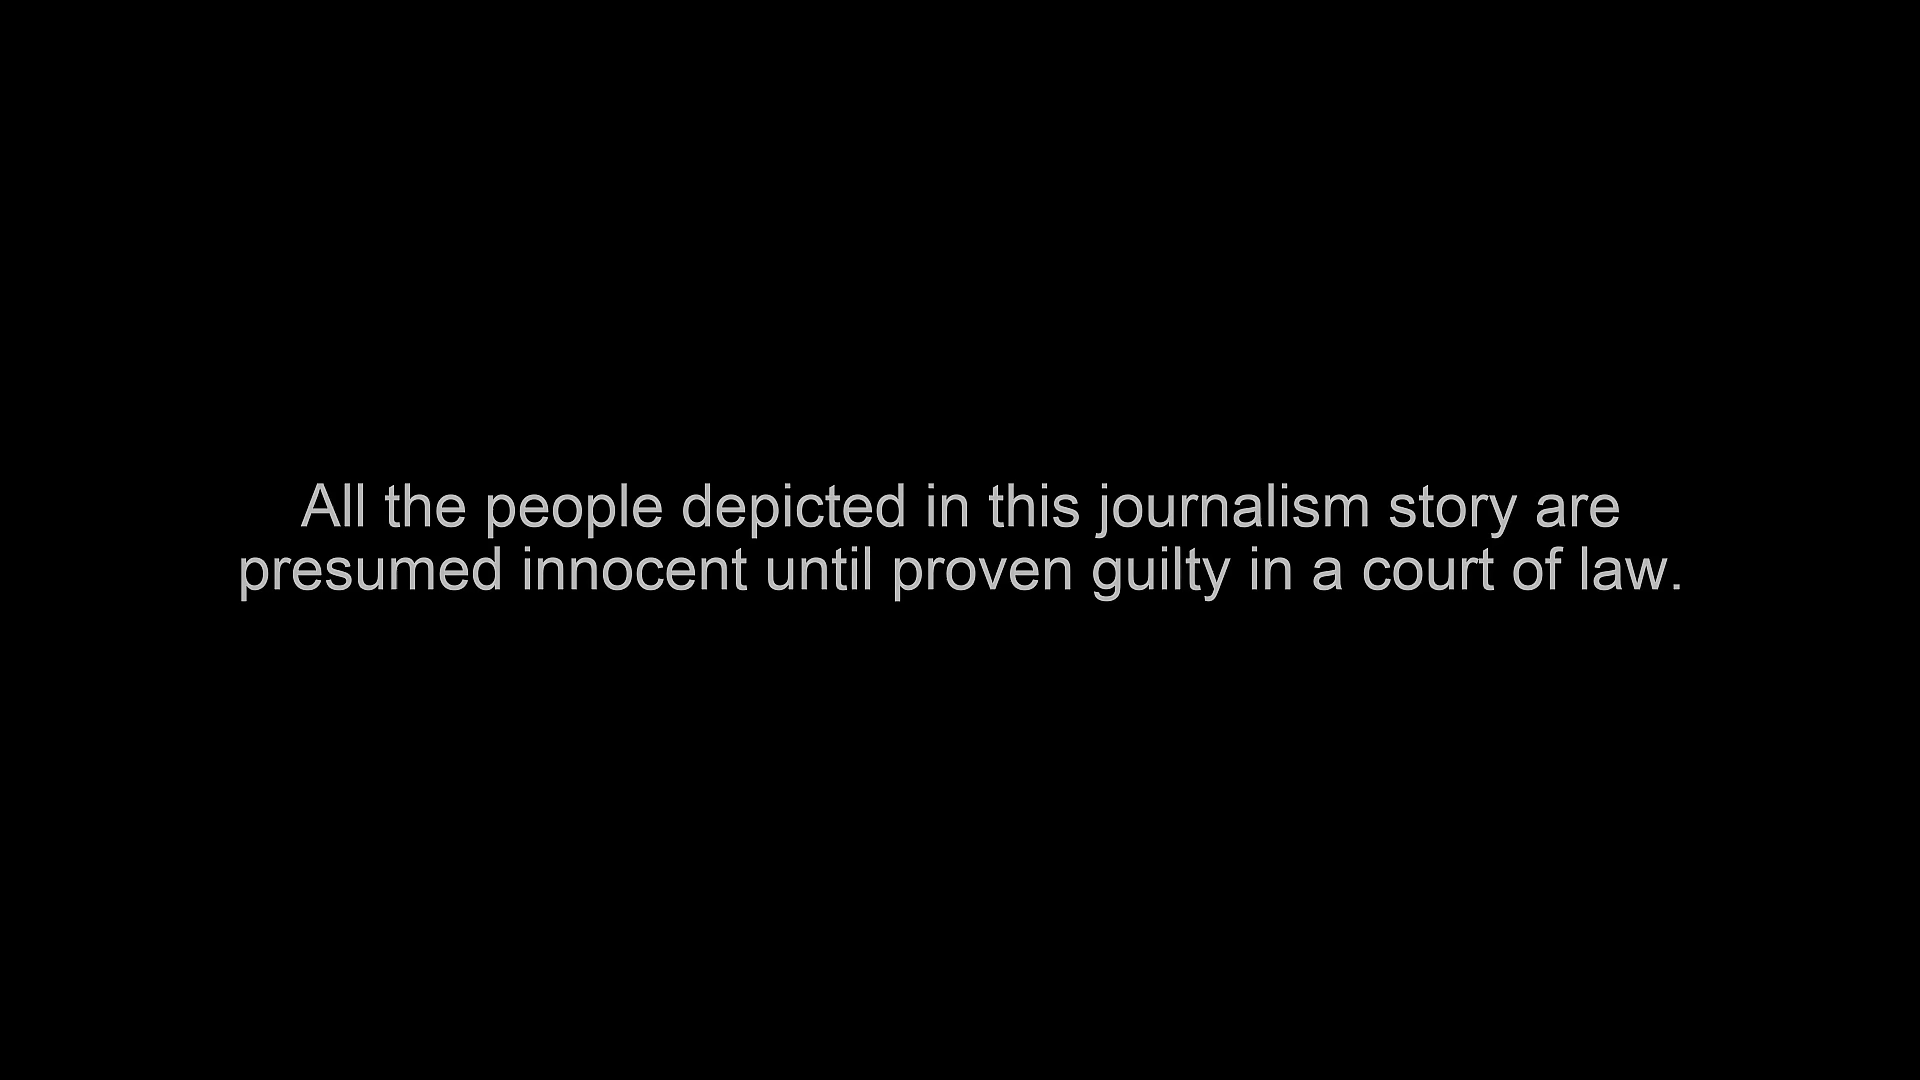 All the people depicted in this journalism story are
presumed innocent until proven guilty in a court of law.